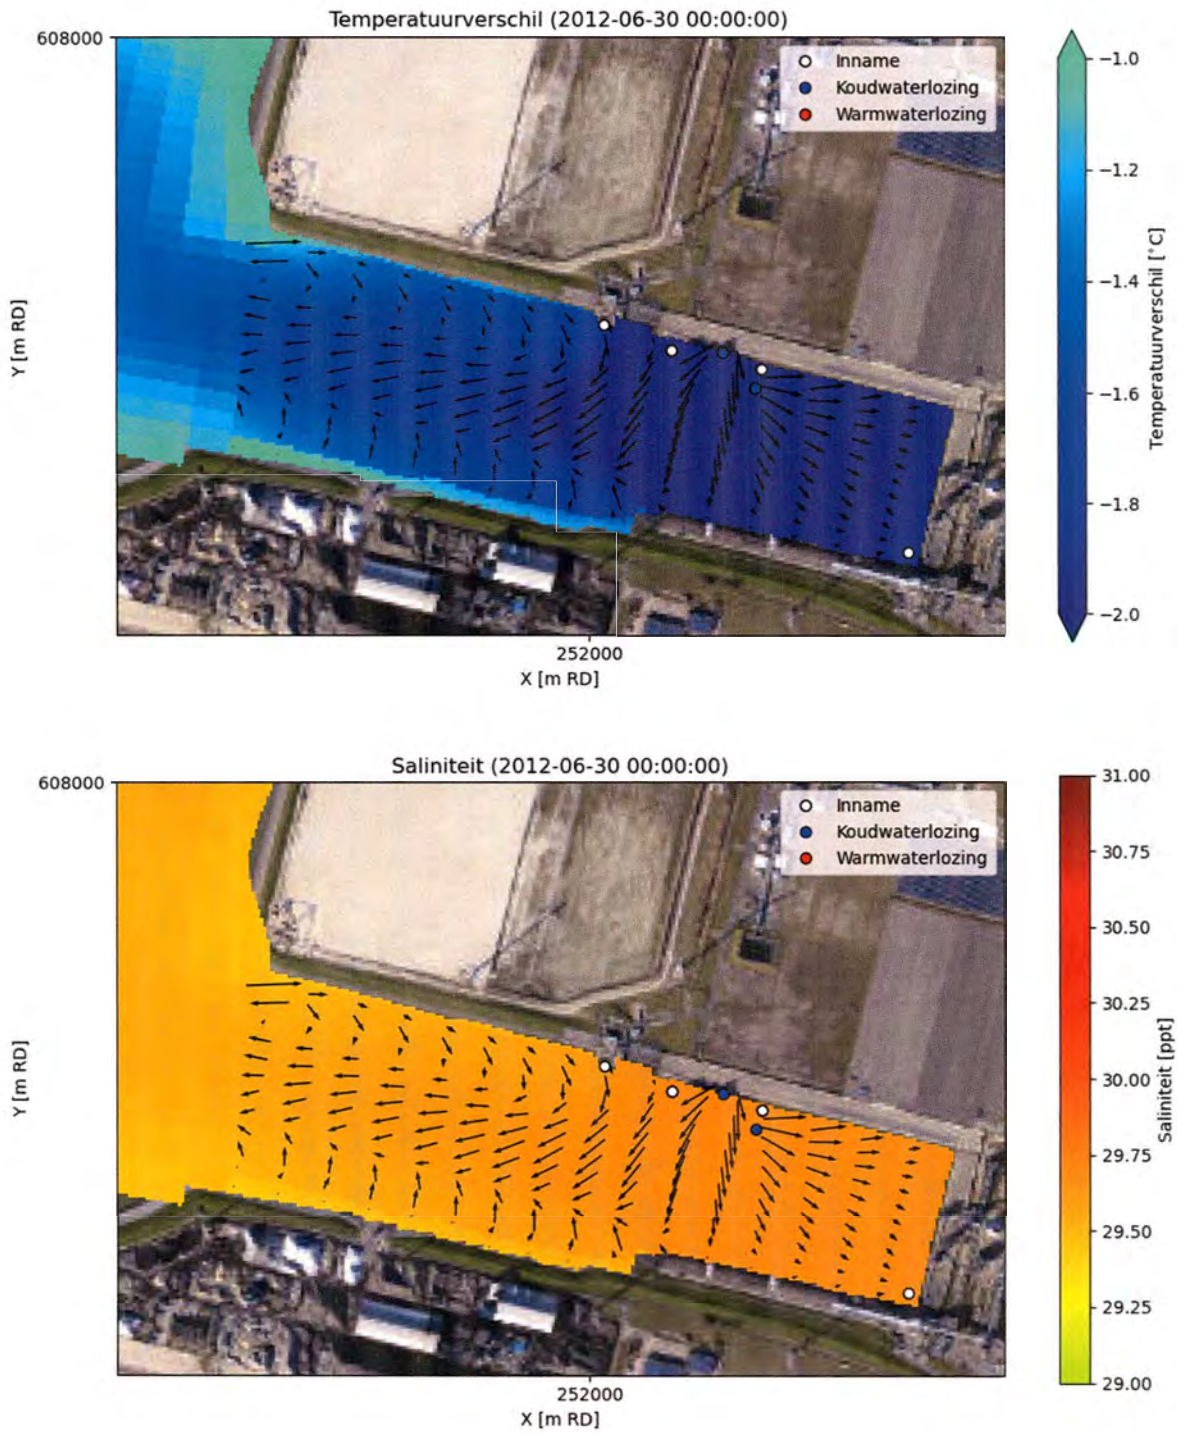 Temperatuurverschil (2012-06-30 00:00:00)
608000
Inname
Koudwaterlozing
Warmwaterlozing
Y [m RD]
252000
X [m RD]
−1.0
−1.2
−1.4
−1.6
−1.8
−2.0
Temperatuurverschil [°C]
Saliniteit (2012-06-30 00:00:00)
608000
Inname
Koudwaterlozing
Warmwaterlozing
Y [m RD]
252000
X [m RD]
31.00
30.75
30.50
30.25
30.00
29.75
29.50
29.25
29.00
Saliniteit [ppt]